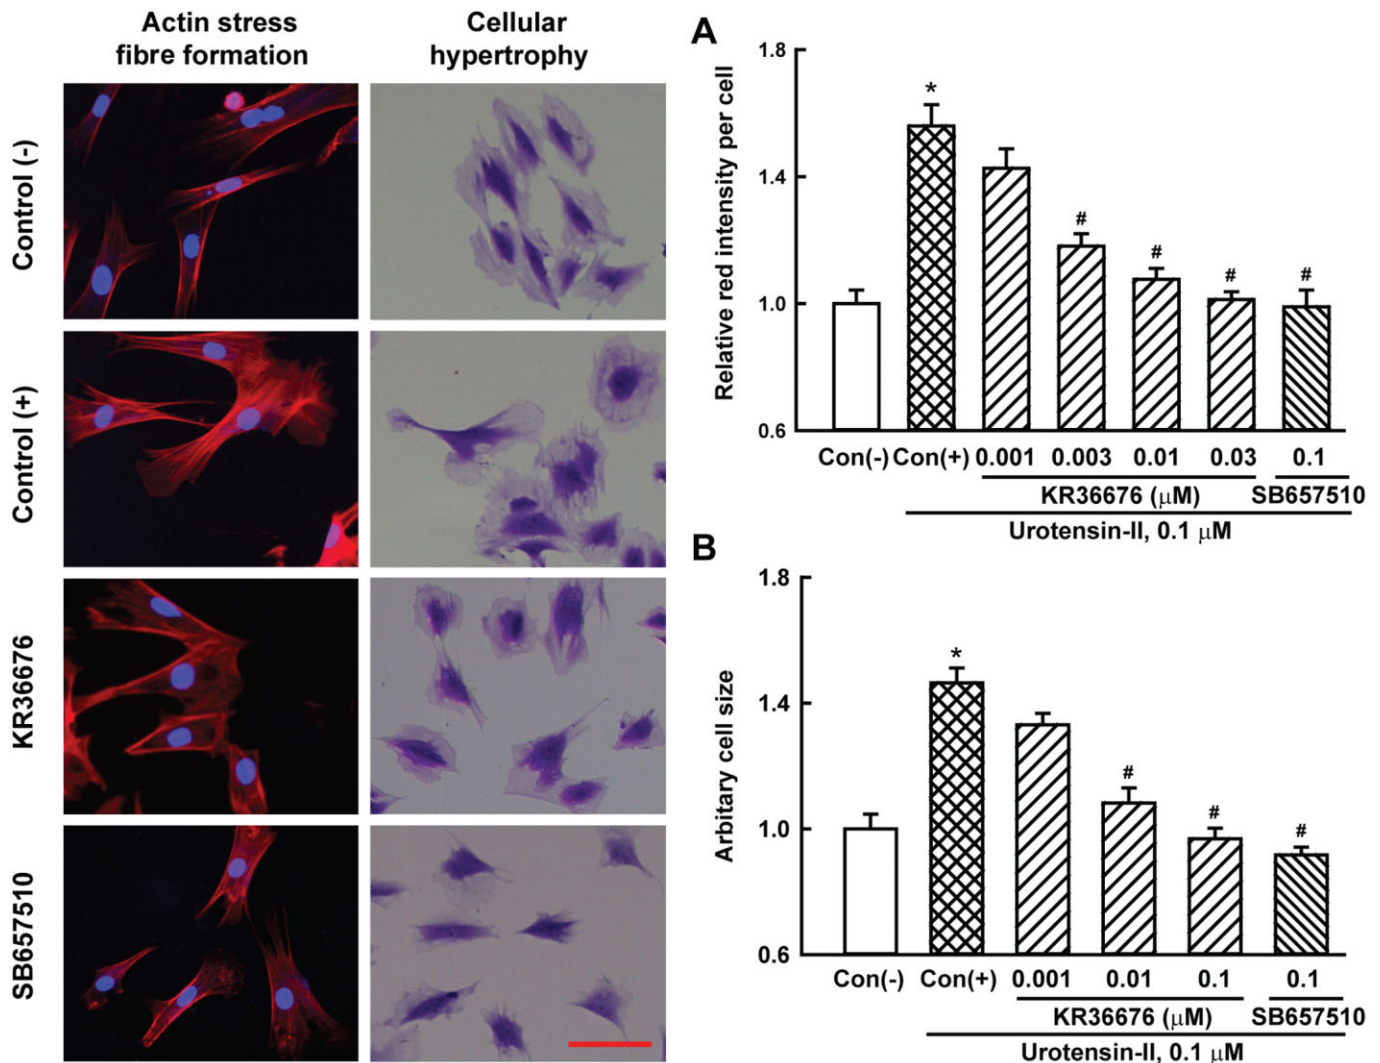 Actin stress
fibre formation
Cellular
hypertrophy
Control (-)
Control (+)
KR36676
SB657510
A
Relative red intensity per cell
1.8
1.4
1.0
0.6
*
#
#
#
#
Con(-) Con(+) 0.001 0.003 0.01 0.03 0.1
KR36676 (μM) SB657510
Urotensin-II, 0.1 μM
B
Arbitary cell size
1.8
1.4
1.0
0.6
*
#
#
#
Con(-) Con(+) 0.001 0.01 0.1 0.1
KR36676 (μM) SB657510
Urotensin-II, 0.1 μM